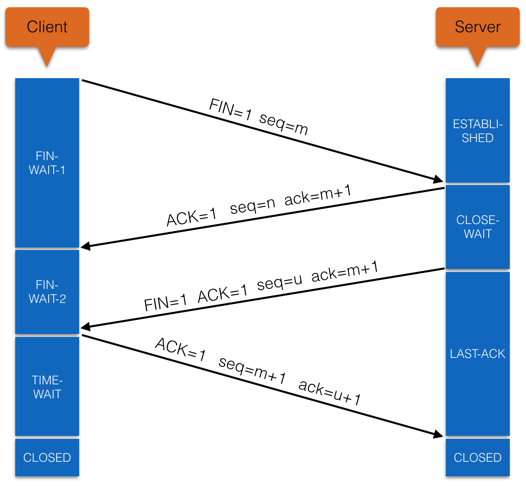 Client
Server
FIN=1 seq=m
ESTABLI-
SHED
FIN-
WAIT-1
ACK=1 seq=n ack=m+1
CLOSE-
WAIT
FIN=1 ACK=1 seq=u ack=m+1
FIN-
WAIT-2
ACK=1 seq=m+1 ack=u+1
LAST-ACK
TIME-
WAIT
CLOSED
CLOSED